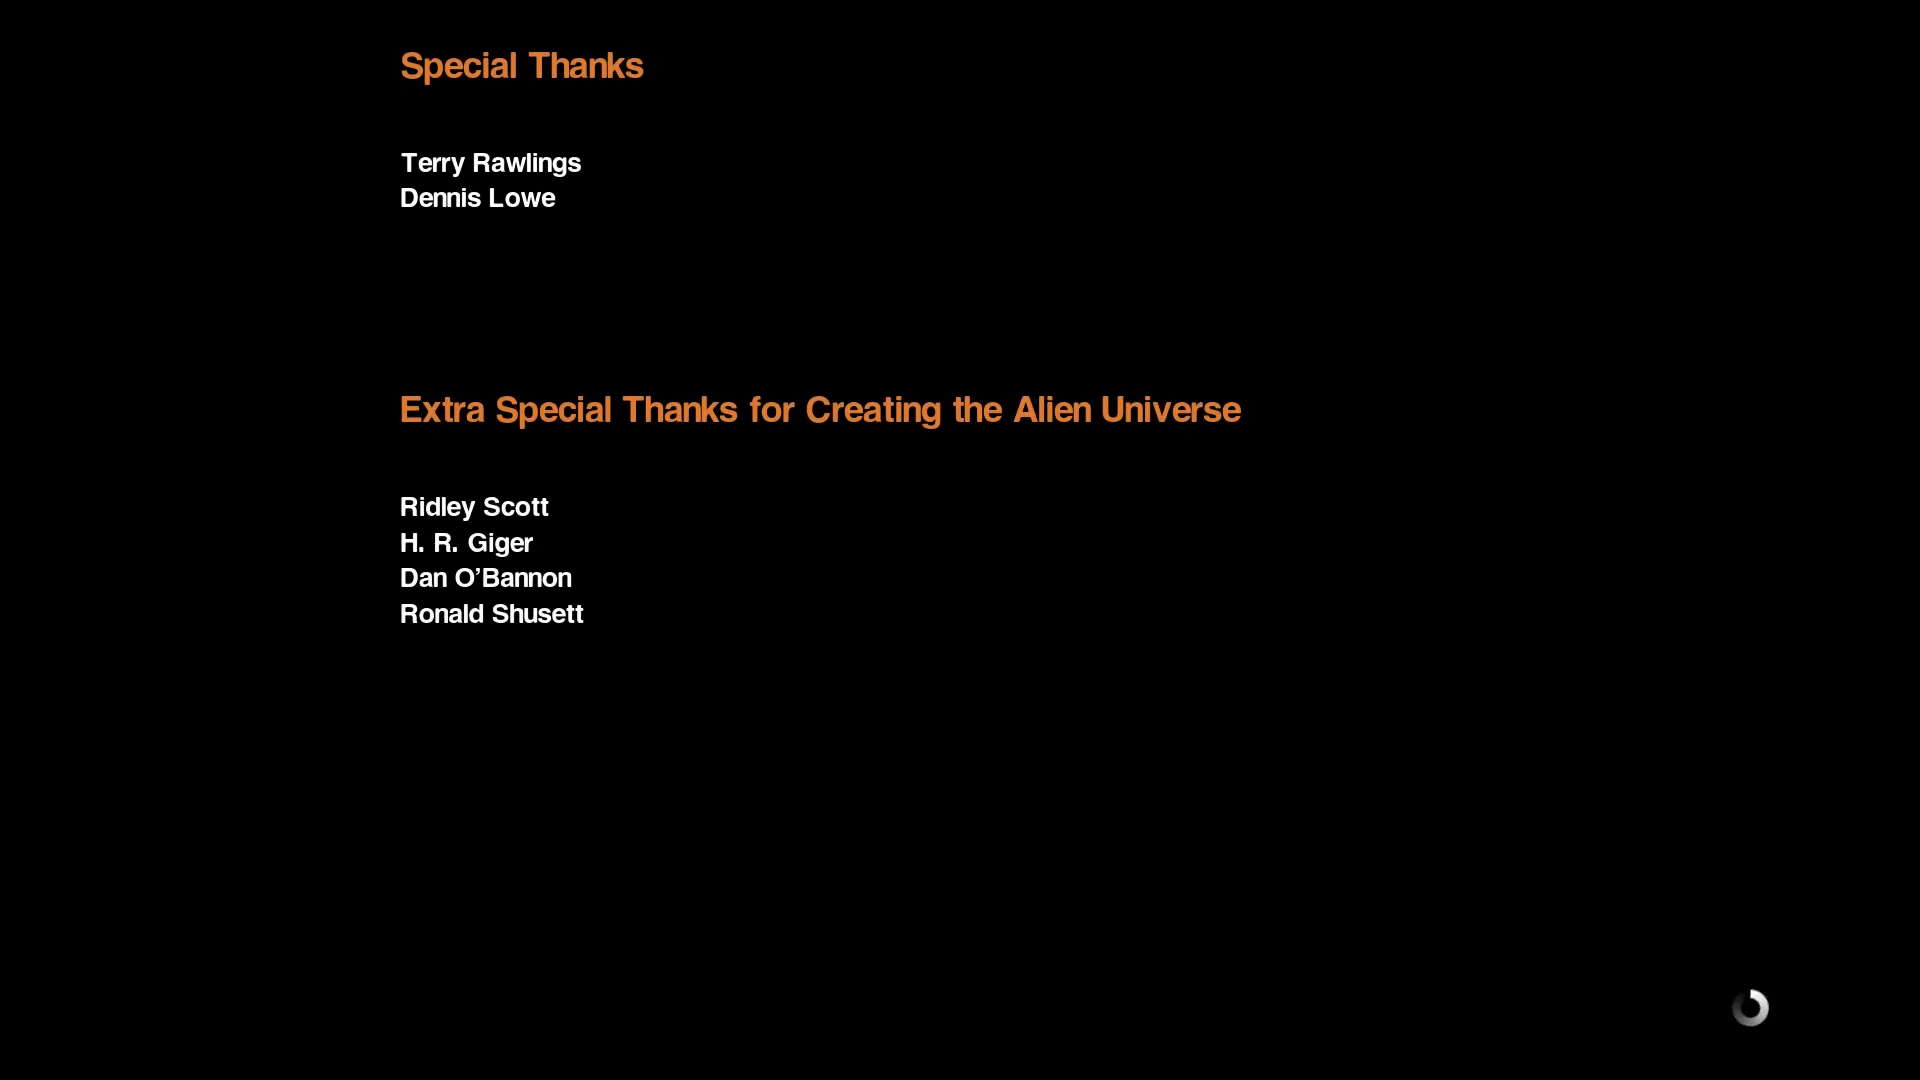 Special Thanks
Terry Rawlings
Dennis Lowe
Extra Special Thanks for Creating the Alien Universe
Ridley Scott
H. R. Giger
Dan O’Bannon
Ronald Shusett